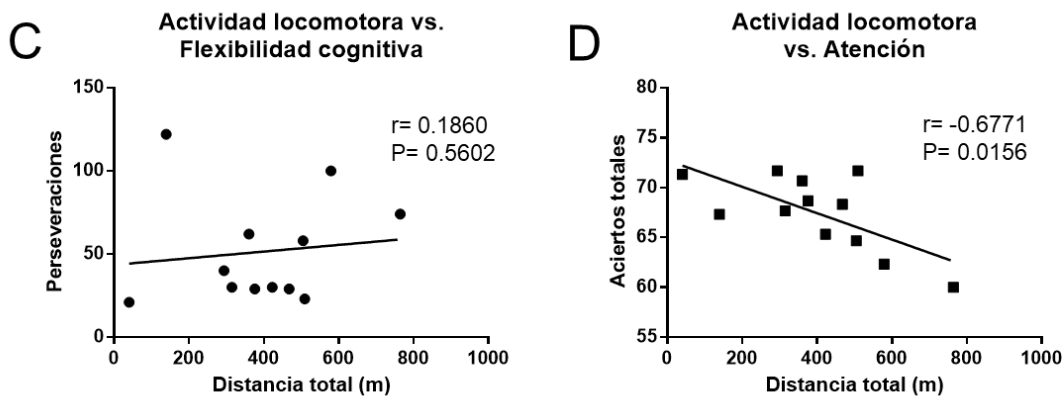 C
Actividad locomotora vs.
Flexibilidad cognitiva
150
100
50
0
Perseveraciones
r= 0.1860
P= 0.5602
0 200 400 600 800 1000
Distancia total (m)
D
Actividad locomotora
vs. Atención
80
75
70
65
60
55
Aciertos totales
r= -0.6771
P= 0.0156
0 200 400 600 800 1000
Distancia total (m)